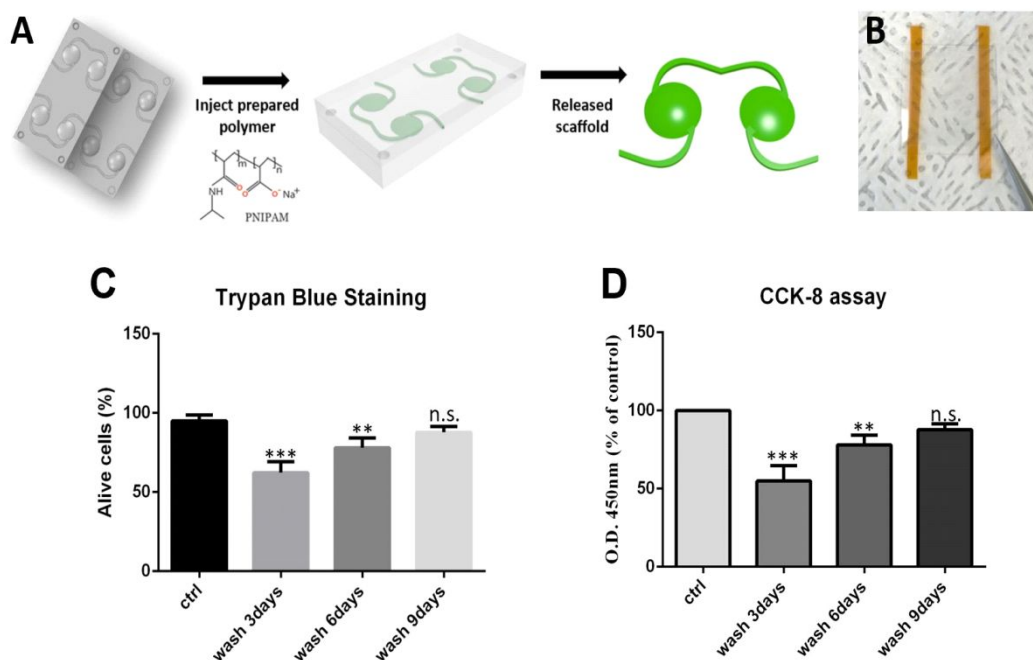 A
Inject prepared
polymer
m
n
O
O⁻ Na⁺
NH
O
PNIPAM
Released
scaffold
B
C
Trypan Blue Staining
Alive cells (%)
150
100
50
0
***
**
n.s.
ctrl
wash 3days
wash 6days
wash 9days
D
CCK-8 assay
O.D. 450nm (% of control)
150
100
50
0
***
**
n.s.
ctrl
wash 3days
wash 6days
wash 9days